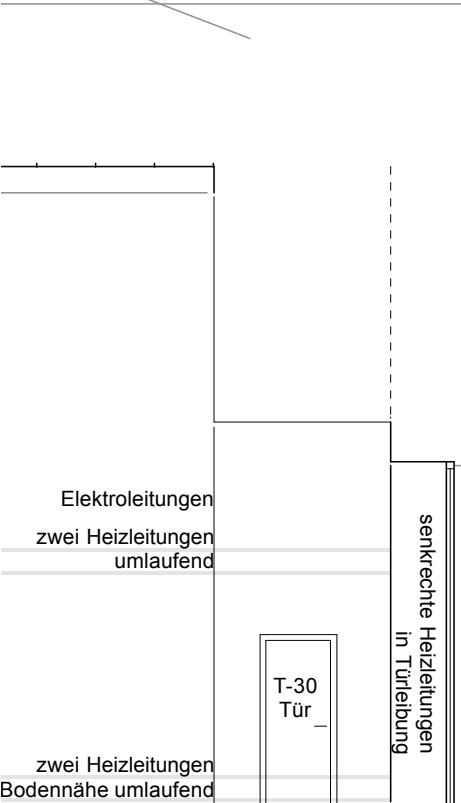 Elektroleitungen
zwei Heizleitungen
umlaufend
senkrechte Heizleitungen
in Türleibung
T-30
Tür
zwei Heizleitungen
Bodennähe umlaufend